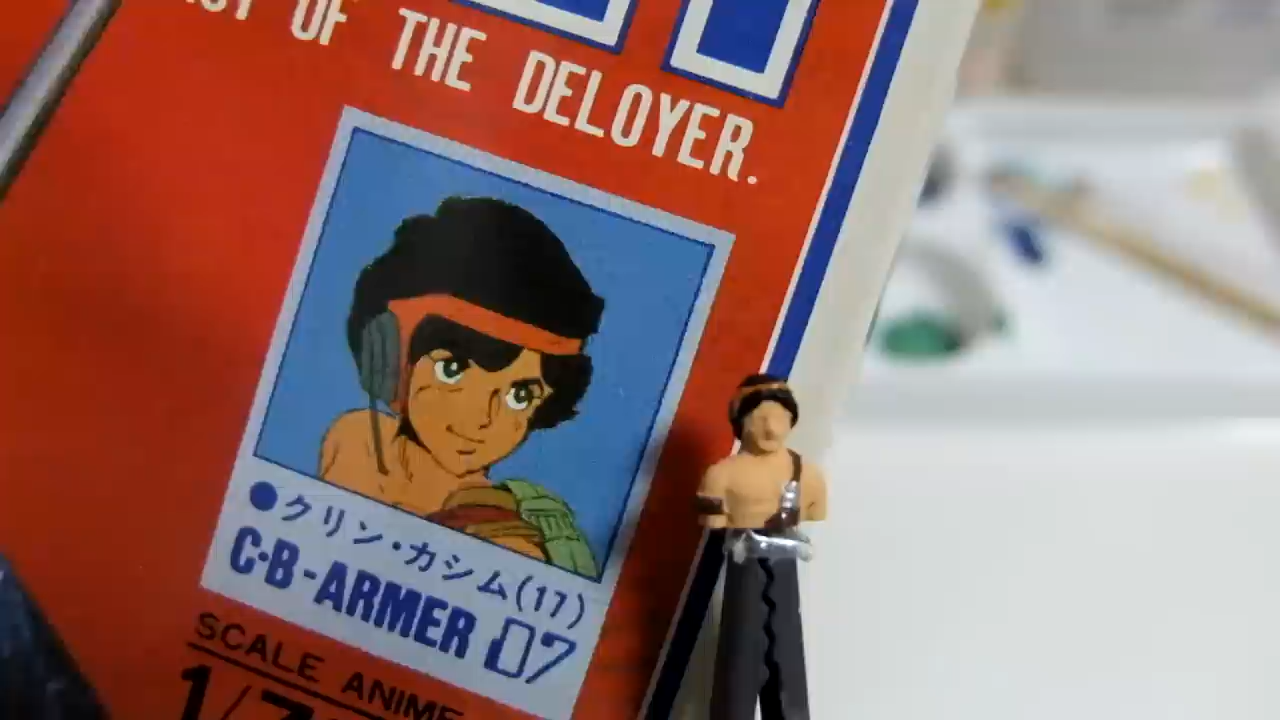 OF THE DELOYER.
●クリン・カシム(17)
C·B-ARMER 07
SCALE ANIME